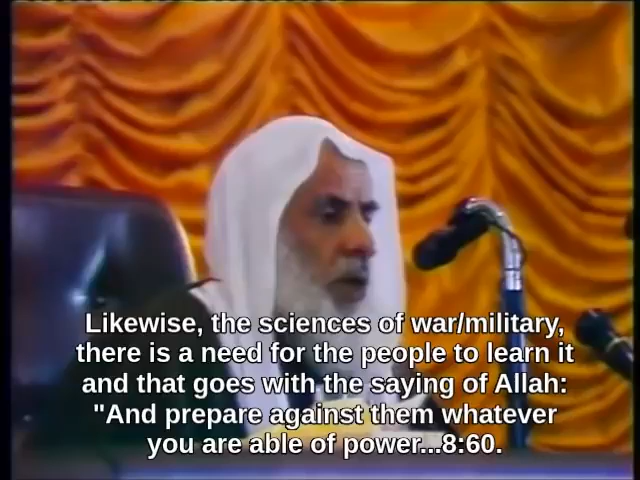 Likewise, the sciences of war/military,
there is a need for the people to learn it
and that goes with the saying of Allah:
"And prepare against them whatever
you are able of power...8:60.